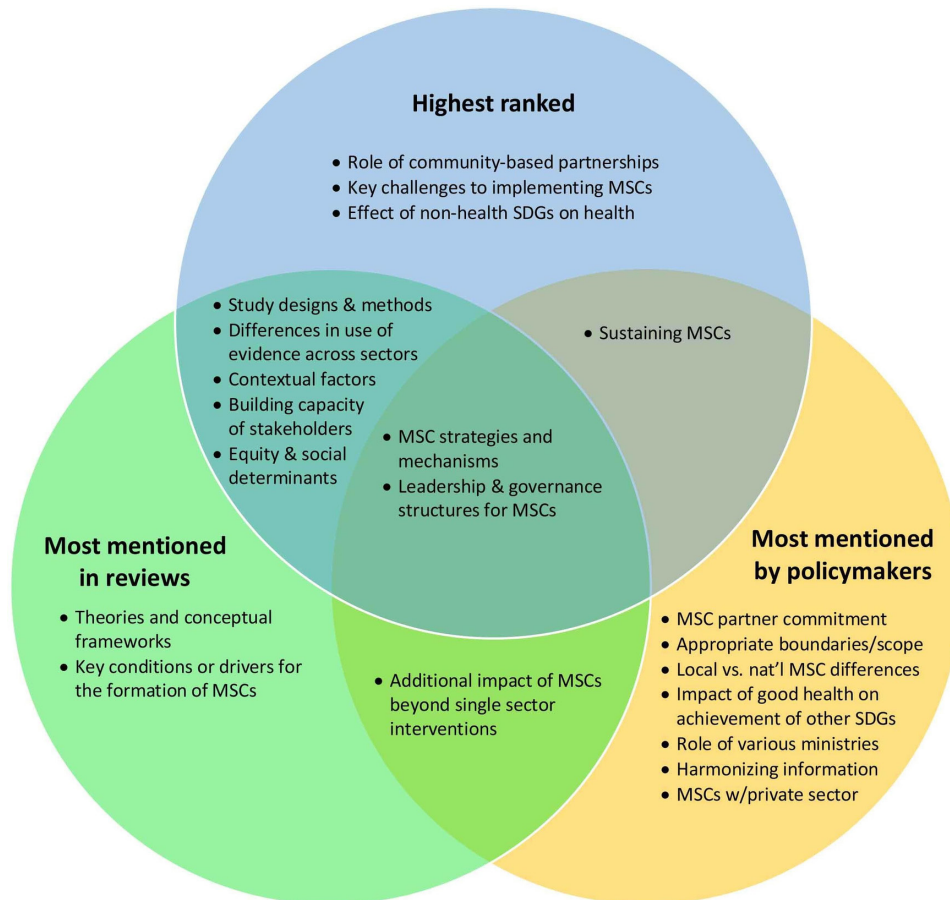 Highest ranked
• Role of community-based partnerships
• Key challenges to implementing MSCs
• Effect of non-health SDGs on health
• Study designs & methods
• Differences in use of
evidence across sectors
• Contextual factors
• Building capacity
of stakeholders
• Equity & social
determinants
• Sustaining MSCs
• MSC strategies and
mechanisms
• Leadership & governance
structures for MSCs
Most mentioned
in reviews
• Theories and conceptual
frameworks
• Key conditions or drivers for
the formation of MSCs
• Additional impact of MSCs
beyond single sector
interventions
Most mentioned
by policymakers
• MSC partner commitment
• Appropriate boundaries/scope
• Local vs. nat’l MSC differences
• Impact of good health on
achievement of other SDGs
• Role of various ministries
• Harmonizing information
• MSCs w/private sector